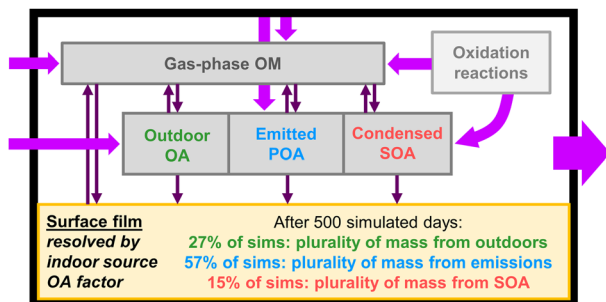 Gas-phase OM
Oxidation
reactions
Outdoor
OA
Emitted
POA
Condensed
SOA
Surface film
resolved by
indoor source
OA factor
After 500 simulated days:
27% of sims: plurality of mass from outdoors
57% of sims: plurality of mass from emissions
15% of sims: plurality of mass from SOA